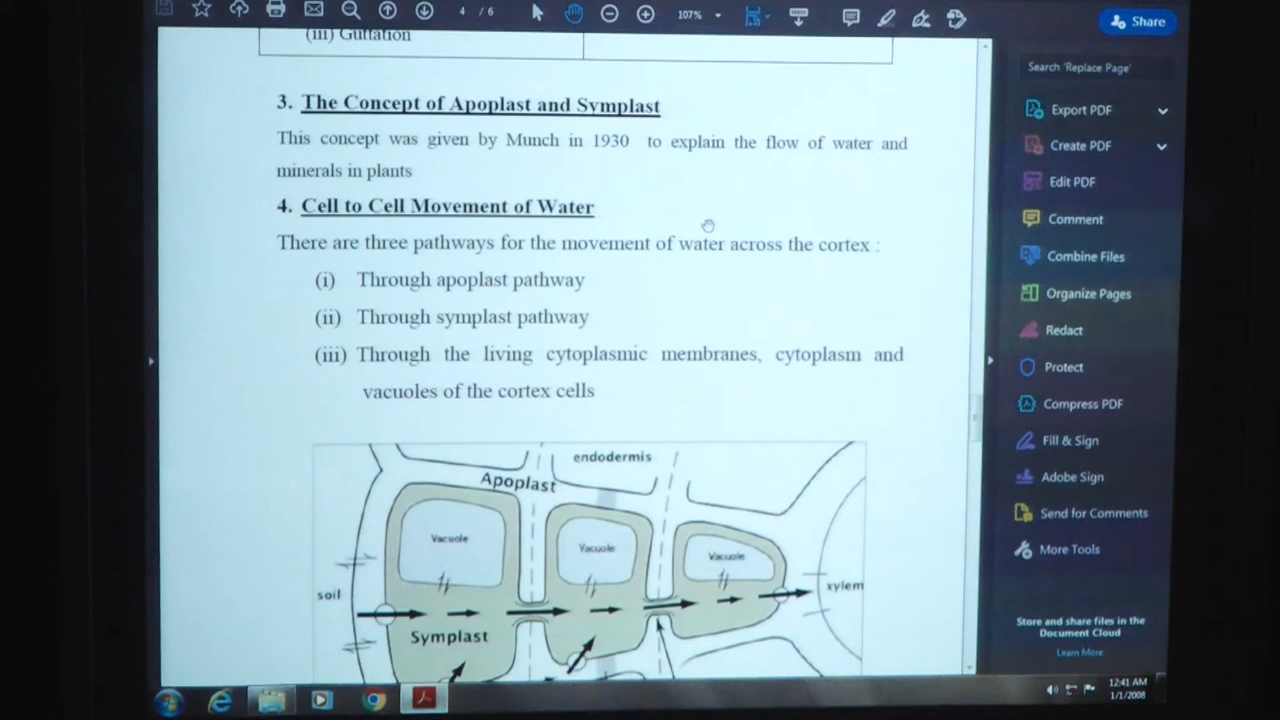 4 / 6
107%
Share
(iii) Guttation
Search 'Replace Page'
3. The Concept of Apoplast and Symplast
This concept was given by Munch in 1930 to explain the flow of water and
minerals in plants
4. Cell to Cell Movement of Water
There are three pathways for the movement of water across the cortex :
(i) Through apoplast pathway
(ii) Through symplast pathway
(iii) Through the living cytoplasmic membranes, cytoplasm and
vacuoles of the cortex cells
endodermis
Apoplast
Vacuole
Vacuole
Vacuole
soil
xylem
Symplast
Export PDF
Create PDF
Edit PDF
Comment
Combine Files
Organize Pages
Redact
Protect
Compress PDF
Fill & Sign
Adobe Sign
Send for Comments
More Tools
Store and share files in the
Document Cloud
Learn More
12:41 AM
1/1/2008